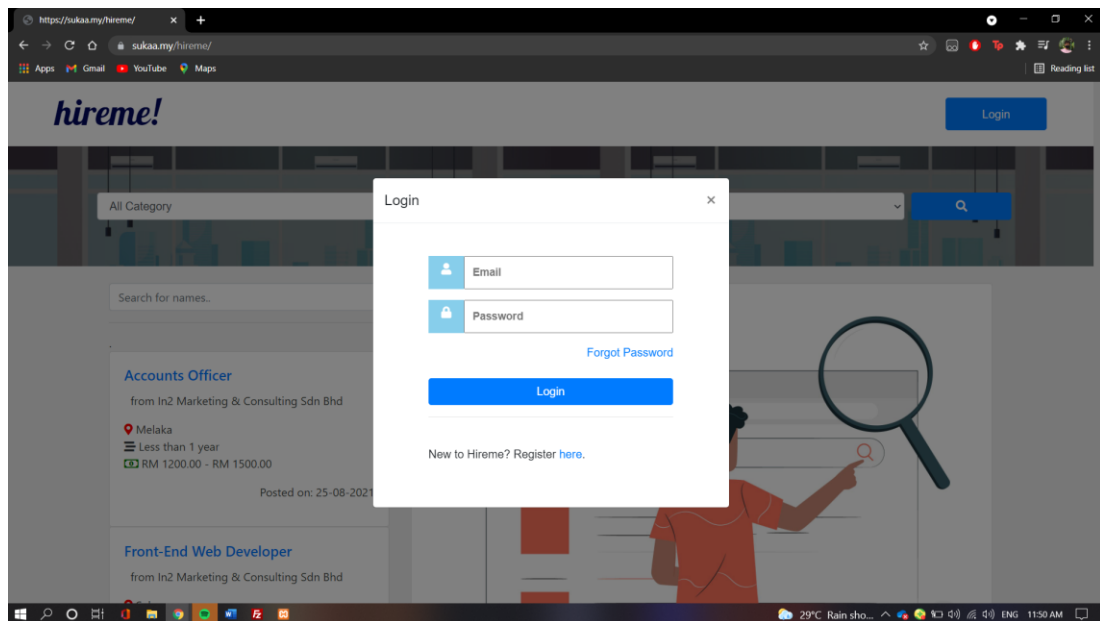 https://sukaa.my/hireme/
sukaa.my/hireme/
Tp
Apps Gmail YouTube Maps Reading list
hireme! Login
All Category
Login ×
Email
Password
Forgot Password
Login
New to Hireme? Register here.
Search for names..
Accounts Officer
from In2 Marketing & Consulting Sdn Bhd
Melaka
Less than 1 year
RM 1200.00 - RM 1500.00
Posted on: 25-08-2021
Front-End Web Developer
from In2 Marketing & Consulting Sdn Bhd
29°C Rain sho... ENG 11:50 AM